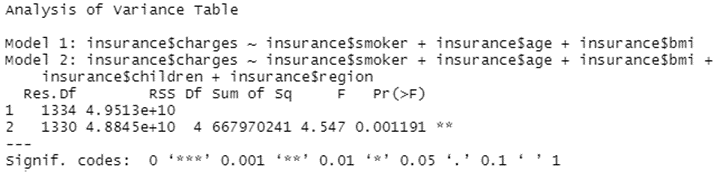 Analysis of Variance Table
Model 1: insurance$charges ~ insurance$smoker + insurance$age + insurance$bmi
Model 2: insurance$charges ~ insurance$smoker + insurance$age + insurance$bmi +
insurance$children + insurance$region
Res.Df RSS Df Sum of Sq F Pr(>F)
1 1334 4.9513e+10
2 1330 4.8845e+10 4 667970241 4.547 0.001191 **
---
Signif. codes: 0 ‘***’ 0.001 ‘**’ 0.01 ‘*’ 0.05 ‘.’ 0.1 ‘ ’ 1